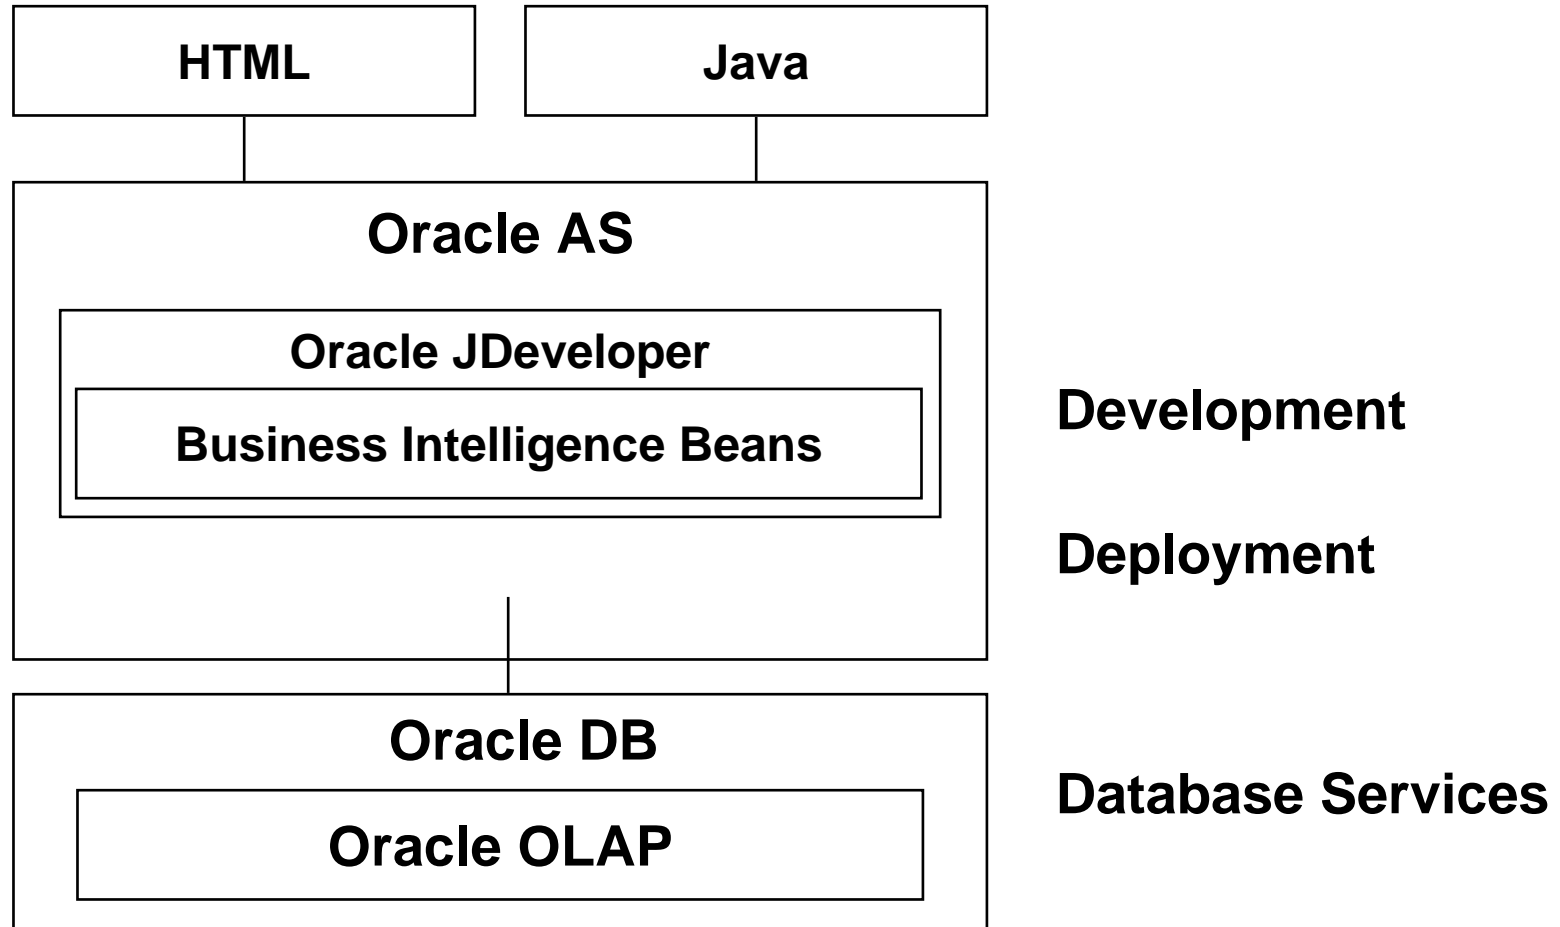 HTML
Java
Oracle AS
Oracle JDeveloper
Business Intelligence Beans
Development
Deployment
Oracle DB
Database Services
Oracle OLAP